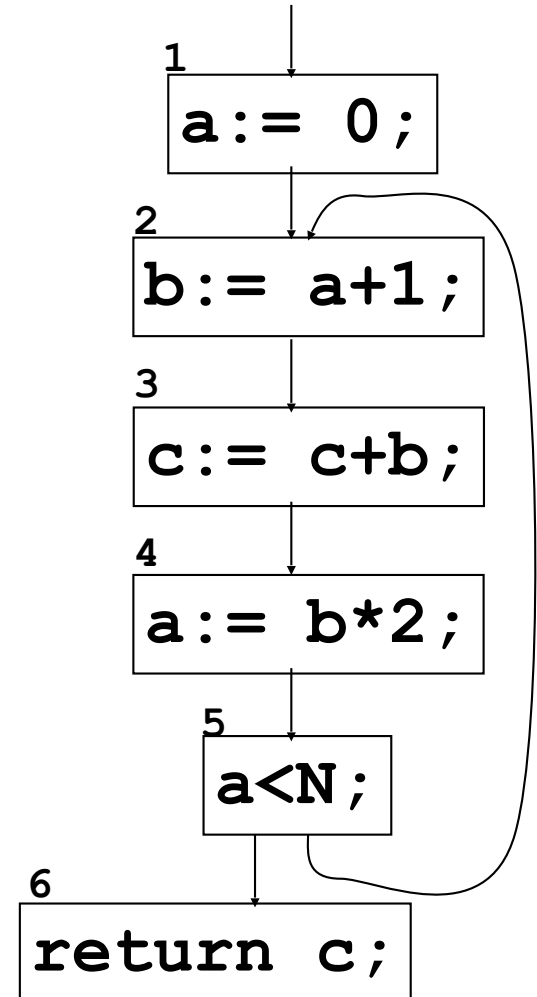 1
a:= 0;
2
b:= a+1;
3
c:= c+b;
4
a:= b*2;
5
a<N;
6
return c;